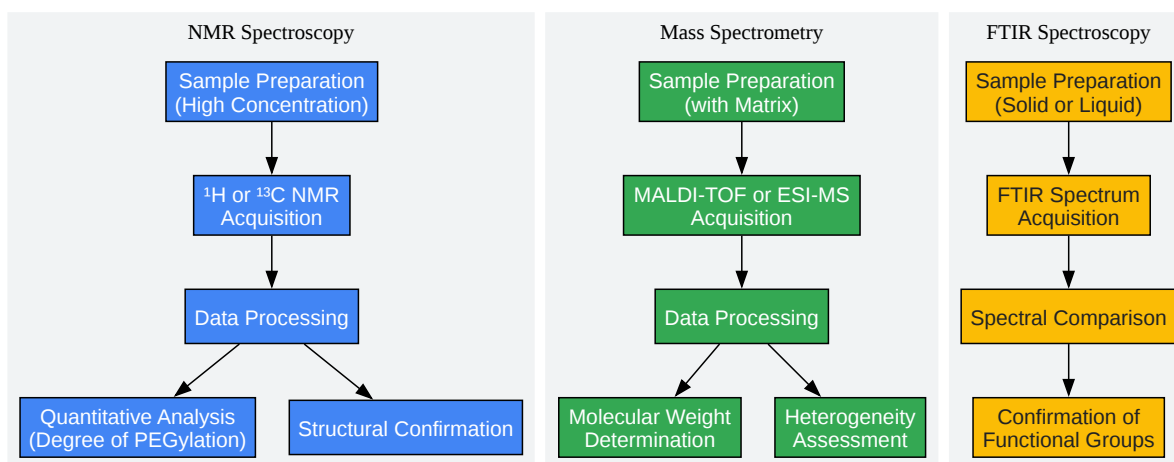 NMR Spectroscopy
Sample Preparation
(High Concentration)
¹H or ¹³C NMR
Acquisition
Data Processing
Quantitative Analysis
(Degree of PEGylation)
Structural Confirmation
Mass Spectrometry
Sample Preparation
(with Matrix)
MALDI-TOF or ESI-MS
Acquisition
Data Processing
Molecular Weight
Determination
Heterogeneity
Assessment
FTIR Spectroscopy
Sample Preparation
(Solid or Liquid)
FTIR Spectrum
Acquisition
Spectral Comparison
Confirmation of
Functional Groups